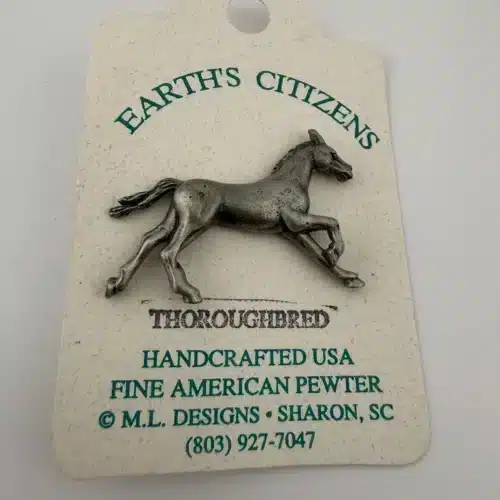 EARTH'S CITIZENS
THOROUGHBRED
HANDCRAFTED USA
FINE AMERICAN PEWTER
© M.L. DESIGNS • SHARON, SC
(803) 927-7047